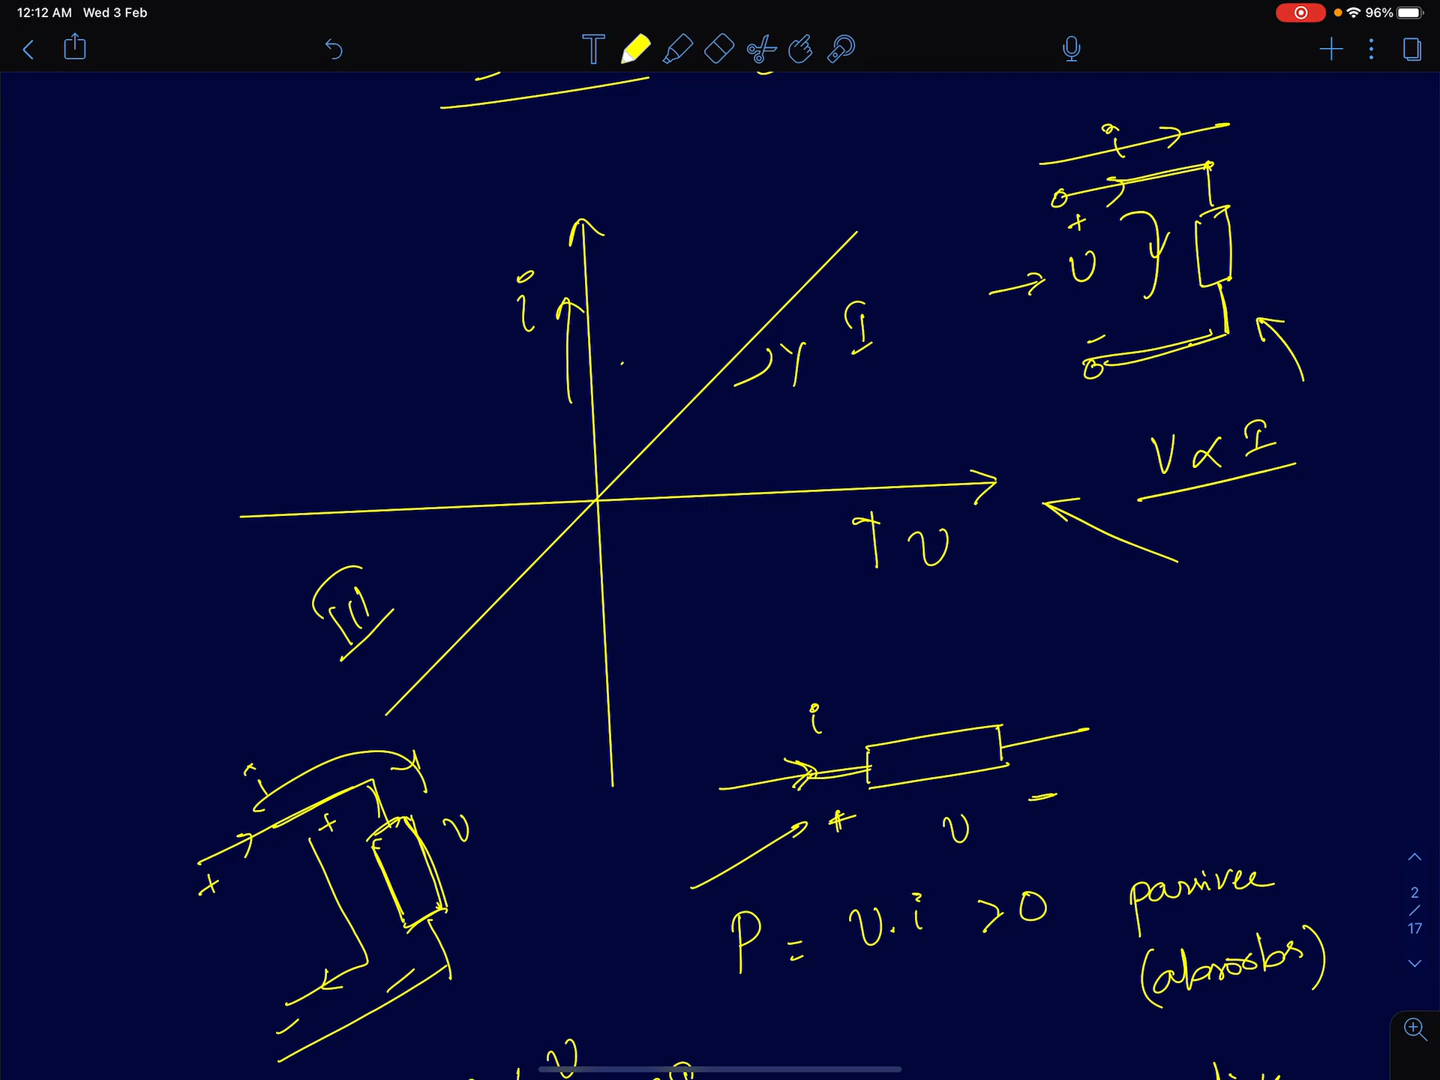 12:12 AM Wed 3 Feb
96%
T
i
+
υ
-
i
I
V ∝ I
υ
III
i
+
+
υ
-
i
+ υ -
P = υ.i > 0 passive
(absorbs)
2
/
17
υ